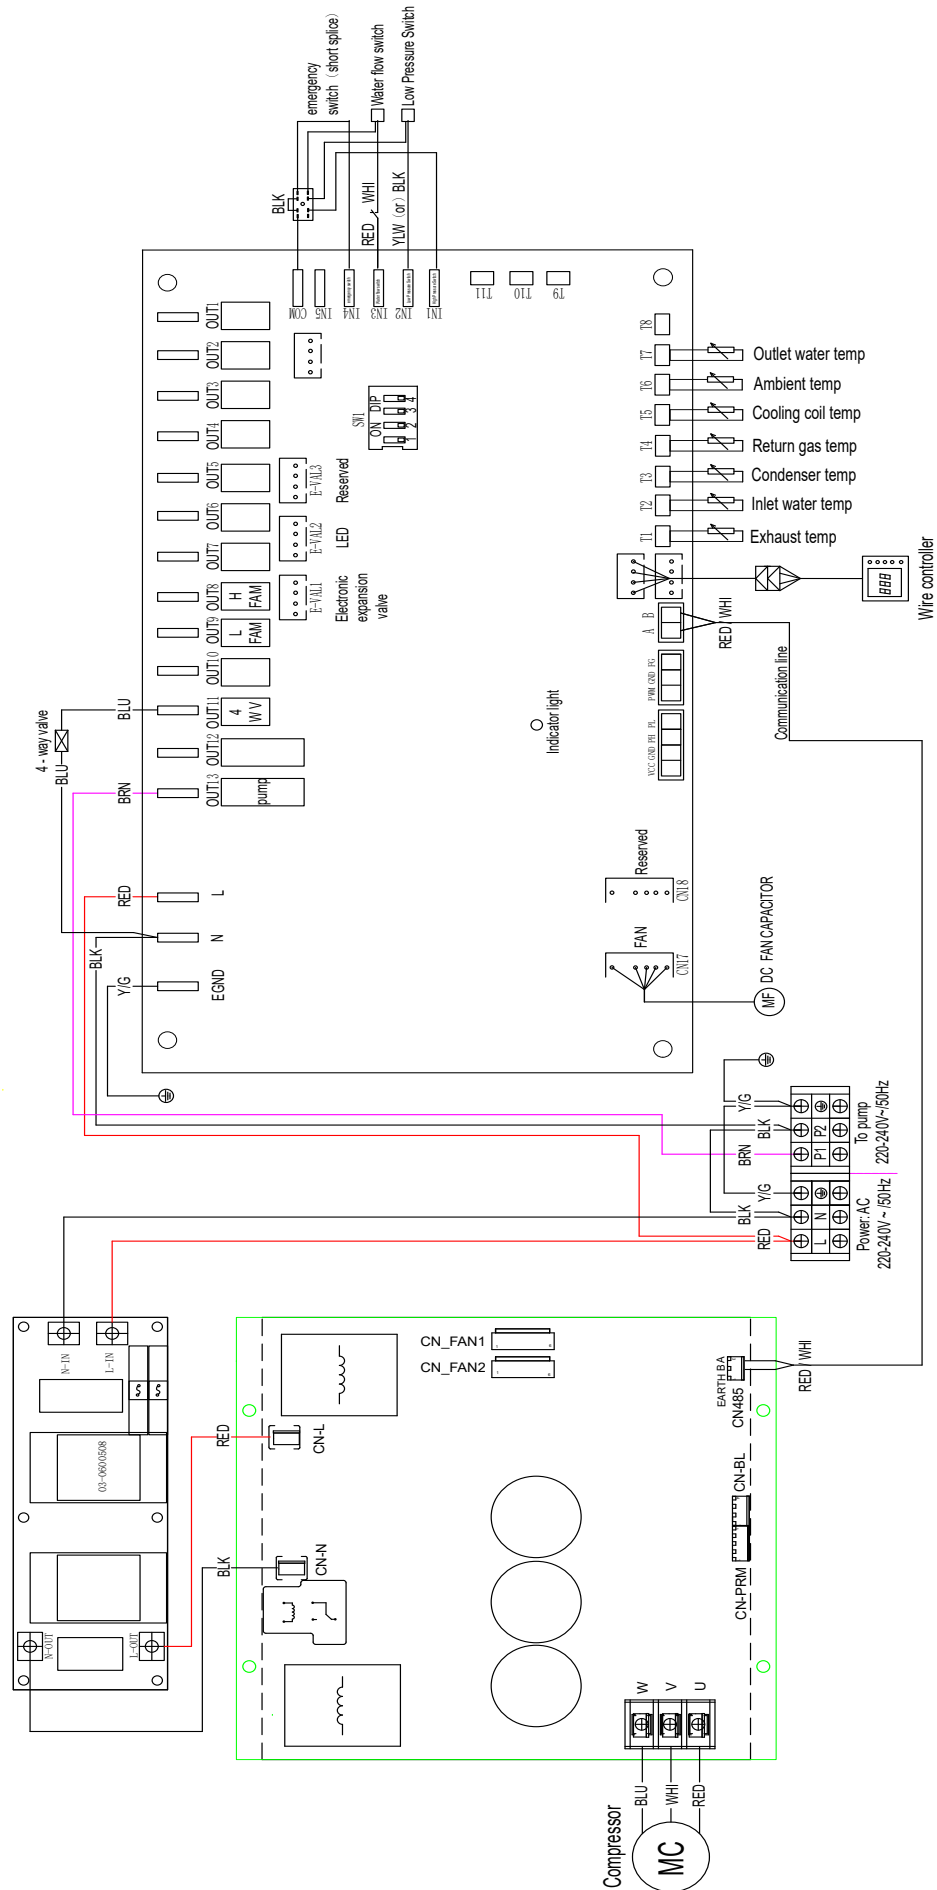 emergency
switch（short splice）
Water flow switch
Low Pressure Switch
BLK
RED
WHI
YLW（or）BLK
COM
IN5
IN4
IN3
IN2
IN1
T11
T10
T9
T8
T7
T6
T5
T4
T3
T2
T1
Outlet water temp
Ambient temp
Cooling coil temp
Return gas temp
Condenser temp
Inlet water temp
Exhaust temp
OUT1
OUT2
OUT3
OUT4
OUT5
OUT6
OUT7
OUT8
H
FAM
OUT9
L
FAM
OUT10
OUT11
4
WV
OUT12
OUT13
pump
SW1
ON DIP
1 2 3 4
E-VAL3
Reserved
E-VAL2
LED
E-VAL1
Electronic
expansion
valve
Indicator light
4 - way valve
BLU
BLU
BRN
RED
L
BLK
N
Y/G
EGND
A B
RED
WHI
Communication line
PWM GND FG
VCC GND PH PL
Wire controller
888
Reserved
CN18
FAN
CN17
MF
DC FAN CAPACITOR
Y/G
BLK
BRN
Y/G
BLK
RED
P2
P1
N
L
To pump
220-240V~/50Hz
Power: AC
220-240V ~ /50Hz
N-IN
L-IN
03-0600508
N-OUT
L-OUT
RED
BLK
CN-L
CN-N
CN_FAN1
CN_FAN2
EARTH B A
CN485
RED
WHI
CN-BL
CN-PRM
W
V
U
BLU
WHI
RED
Compressor
MC